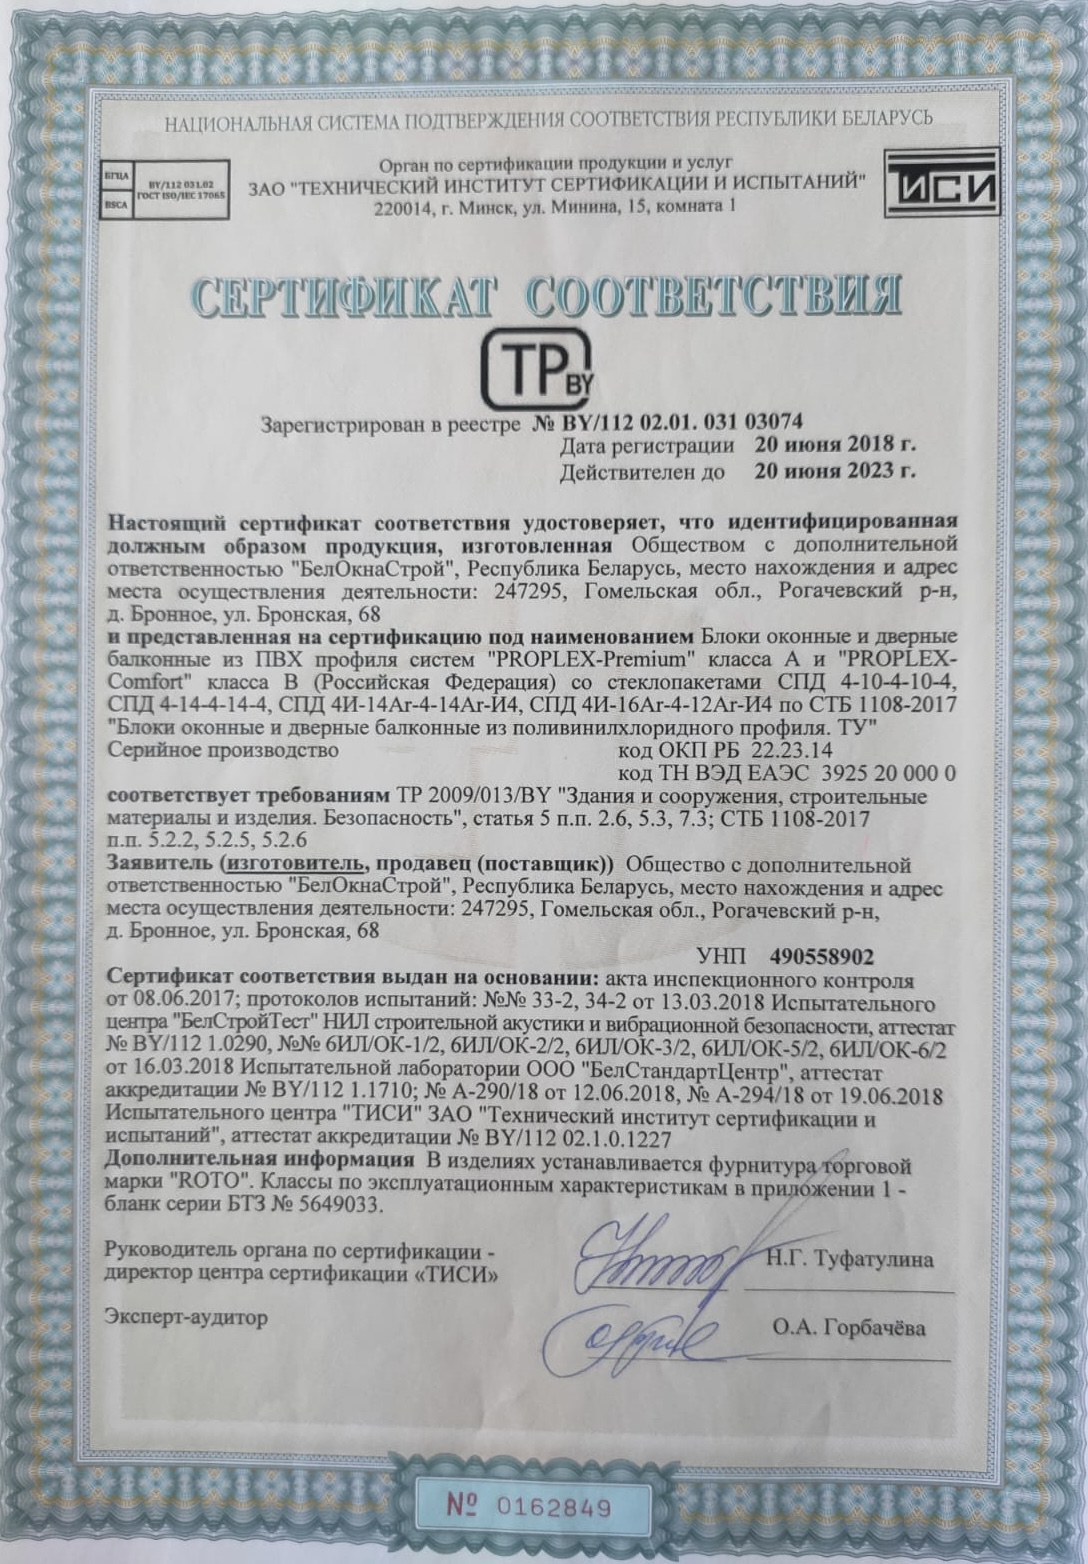 НАЦИОНАЛЬНАЯ СИСТЕМА ПОДТВЕРЖДЕНИЯ СООТВЕТСТВИЯ РЕСПУБЛИКИ БЕЛАРУСЬ
БГЦА
BSCA
BY/112 031.02
ГОСТ ISO/IEC 17065
Орган по сертификации продукции и услуг
ЗАО "ТЕХНИЧЕСКИЙ ИНСТИТУТ СЕРТИФИКАЦИИ И ИСПЫТАНИЙ"
220014, г. Минск, ул. Минина, 15, комната 1
ТИСИ
СЕРТИФИКАТ СООТВЕТСТВИЯ
ТР BY
Зарегистрирован в реестре № BY/112 02.01. 031 03074
Дата регистрации 20 июня 2018 г.
Действителен до 20 июня 2023 г.
Настоящий сертификат соответствия удостоверяет, что идентифицированная
должным образом продукция, изготовленная Обществом с дополнительной
ответственностью "БелОкнаСтрой", Республика Беларусь, место нахождения и адрес
места осуществления деятельности: 247295, Гомельская обл., Рогачевский р-н,
д. Бронное, ул. Бронская, 68
и представленная на сертификацию под наименованием Блоки оконные и дверные
балконные из ПВХ профиля систем "PROPLEX-Premium" класса А и "PROPLEX-
Comfort" класса В (Российская Федерация) со стеклопакетами СПД 4-10-4-10-4,
СПД 4-14-4-14-4, СПД 4И-14Ar-4-14Ar-И4, СПД 4И-16Ar-4-12Ar-И4 по СТБ 1108-2017
"Блоки оконные и дверные балконные из поливинилхлоридного профиля. ТУ"
Серийное производство код ОКП РБ 22.23.14
код ТН ВЭД ЕАЭС 3925 20 000 0
соответствует требованиям ТР 2009/013/BY "Здания и сооружения, строительные
материалы и изделия. Безопасность", статья 5 п.п. 2.6, 5.3, 7.3; СТБ 1108-2017
п.п. 5.2.2, 5.2.5, 5.2.6
Заявитель (изготовитель, продавец (поставщик)) Общество с дополнительной
ответственностью "БелОкнаСтрой", Республика Беларусь, место нахождения и адрес
места осуществления деятельности: 247295, Гомельская обл., Рогачевский р-н,
д. Бронное, ул. Бронская, 68
УНП 490558902
Сертификат соответствия выдан на основании: акта инспекционного контроля
от 08.06.2017; протоколов испытаний: №№ 33-2, 34-2 от 13.03.2018 Испытательного
центра "БелСтройТест" НИЛ строительной акустики и вибрационной безопасности, аттестат
№ BY/112 1.0290, №№ 6ИЛ/ОК-1/2, 6ИЛ/ОК-2/2, 6ИЛ/ОК-3/2, 6ИЛ/ОК-5/2, 6ИЛ/ОК-6/2
от 16.03.2018 Испытательной лаборатории ООО "БелСтандартЦентр", аттестат
аккредитации № BY/112 1.1710; № А-290/18 от 12.06.2018, № А-294/18 от 19.06.2018
Испытательного центра "ТИСИ" ЗАО "Технический институт сертификации и
испытаний", аттестат аккредитации № BY/112 02.1.0.1227
Дополнительная информация В изделиях устанавливается фурнитура торговой
марки "ROTO". Классы по эксплуатационным характеристикам в приложении 1 -
бланк серии БТЗ № 5649033.
Руководитель органа по сертификации -
директор центра сертификации «ТИСИ» Н.Г. Туфатулина
Эксперт-аудитор О.А. Горбачёва
№ 0162849